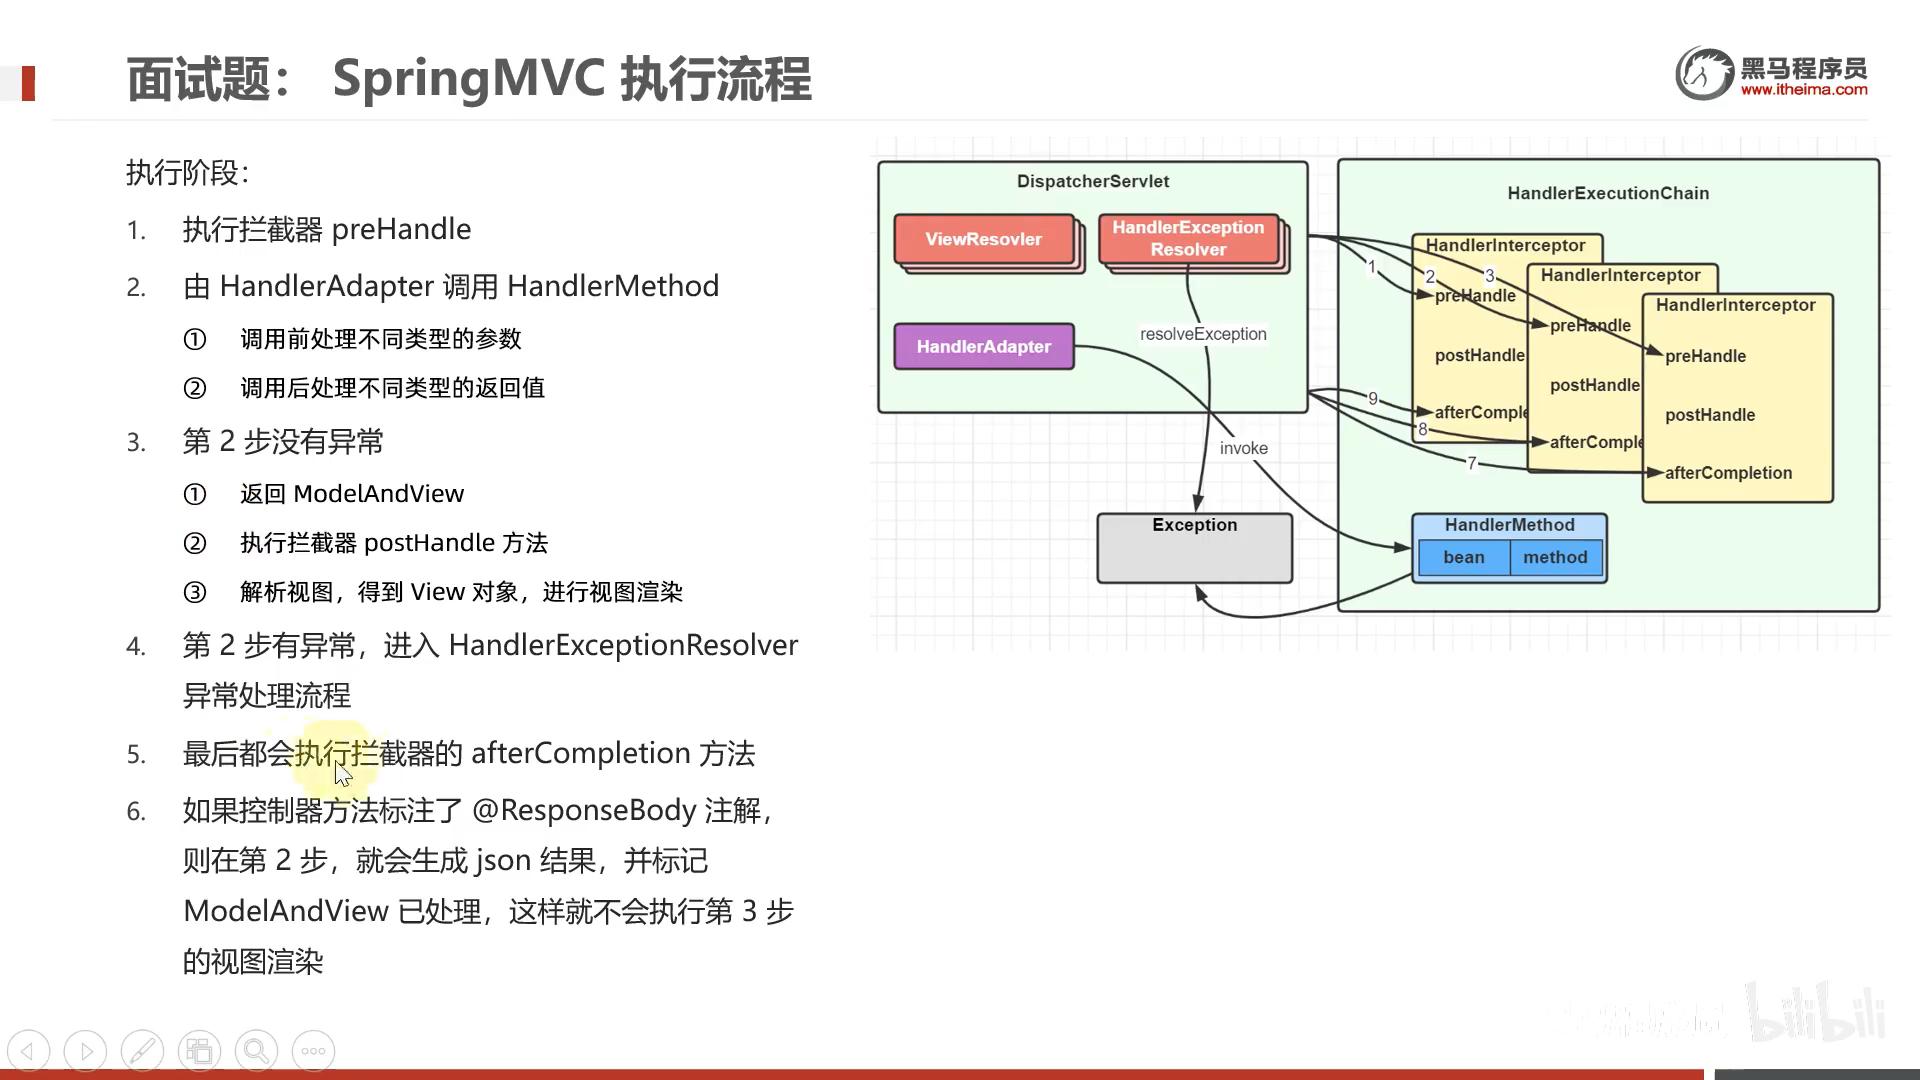 面试题： SpringMVC 执行流程
黑马程序员
www.itheima.com
执行阶段：
1. 执行拦截器 preHandle
2. 由 HandlerAdapter 调用 HandlerMethod
① 调用前处理不同类型的参数
② 调用后处理不同类型的返回值
3. 第 2 步没有异常
① 返回 ModelAndView
② 执行拦截器 postHandle 方法
③ 解析视图，得到 View 对象，进行视图渲染
4. 第 2 步有异常，进入 HandlerExceptionResolver
异常处理流程
5. 最后都会执行拦截器的 afterCompletion 方法
6. 如果控制器方法标注了 @ResponseBody 注解，
则在第 2 步，就会生成 json 结果，并标记
ModelAndView 已处理，这样就不会执行第 3 步
的视图渲染
DispatcherServlet
ViewResovler
HandlerException
Resolver
HandlerAdapter
resolveException
invoke
Exception
HandlerExecutionChain
HandlerInterceptor
preHandle
postHandle
afterComple
HandlerInterceptor
preHandle
postHandle
afterComple
HandlerInterceptor
preHandle
postHandle
afterCompletion
1
2
3
9
8
7
HandlerMethod
bean method
bilibili